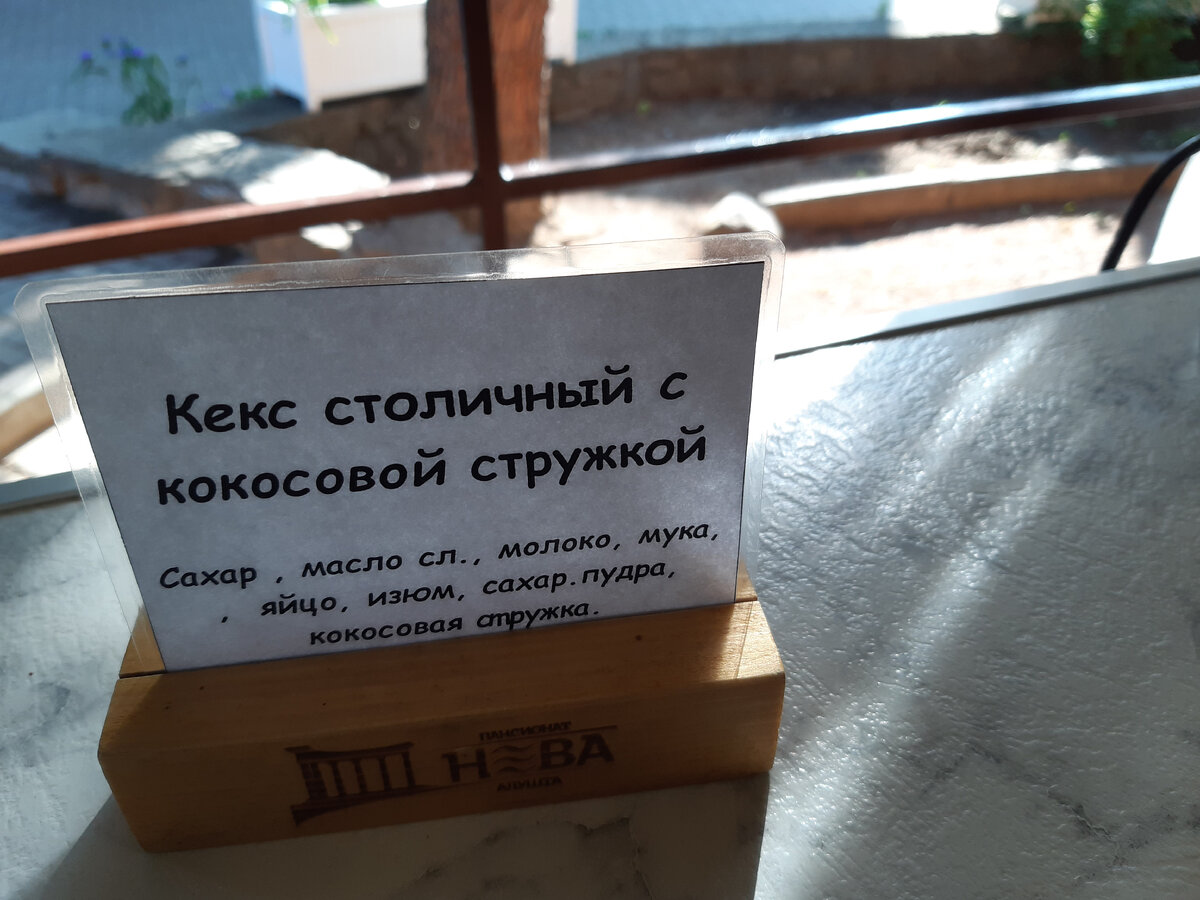 Кекс столичный с
кокосовой стружкой
Сахар , масло сл., молоко, мука,
, яйцо, изюм, сахар.пудра,
кокосовая стружка.
ПАНСИОНАТ
НЕВА
АЛУШТА